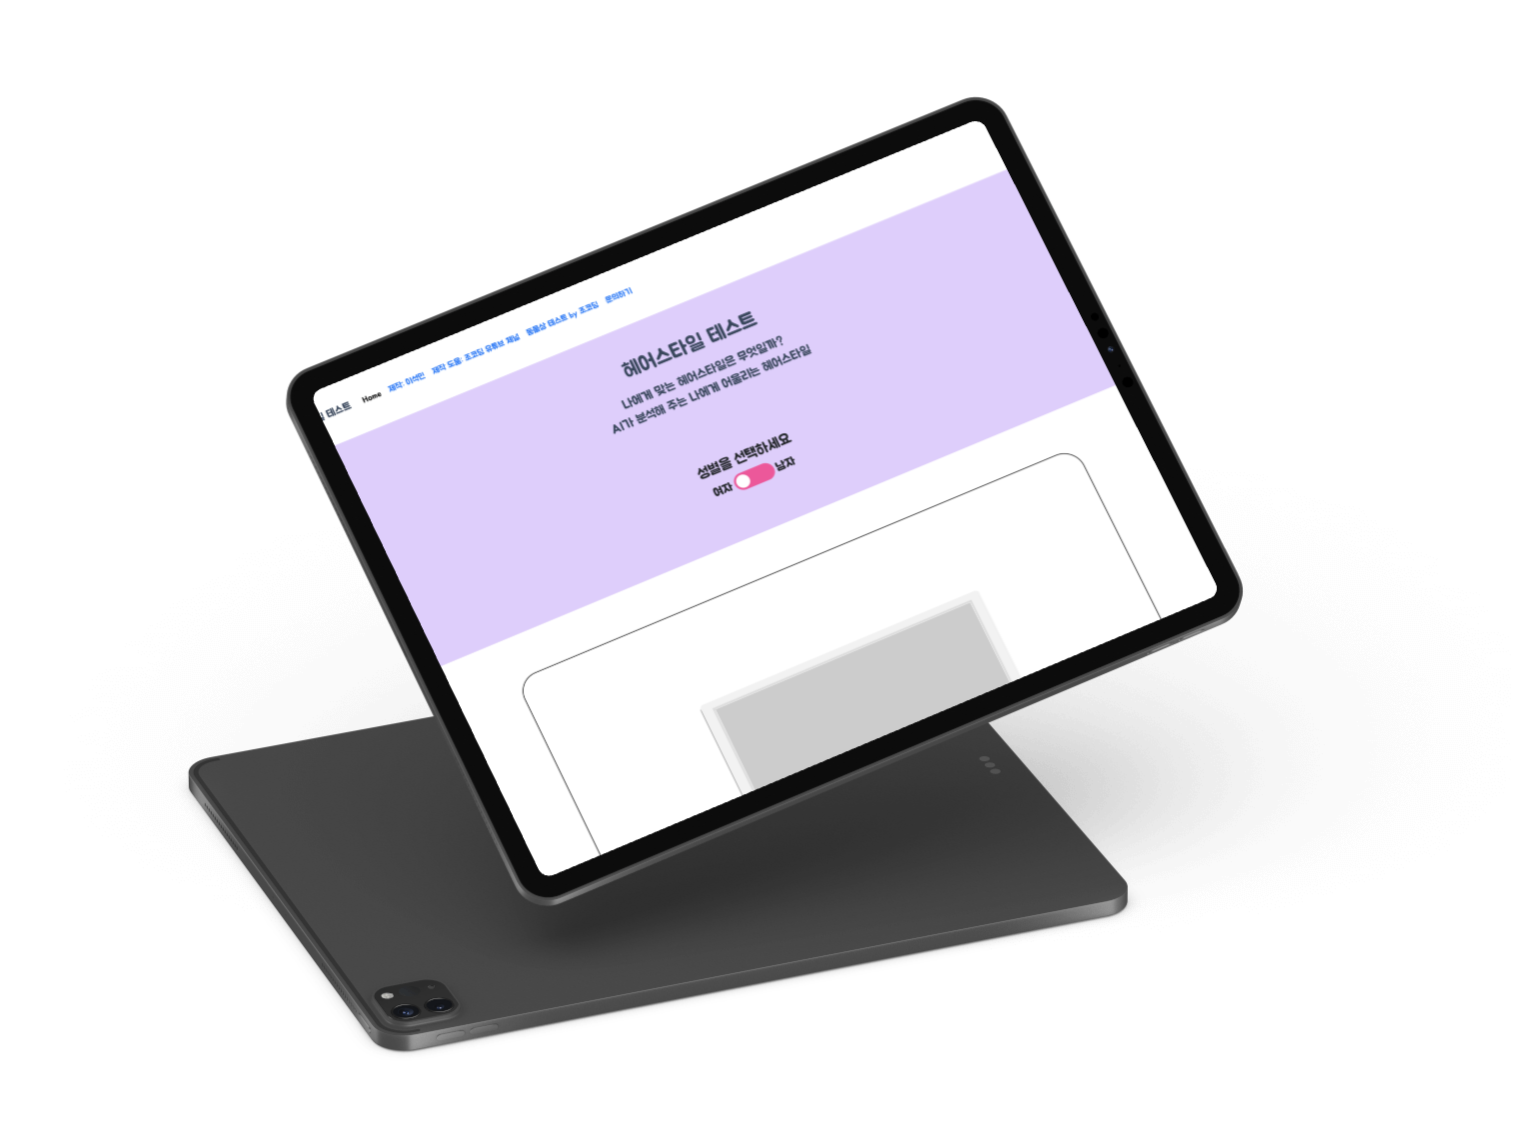 테스트 Home 제작: 이석민 제작 도움: 조코딩 유튜브 채널 동물상 테스트 by 조코딩 문의하기
헤어스타일 테스트
나에게 맞는 헤어스타일은 무엇일까?
AI가 분석해 주는 나에게 어울리는 헤어스타일
성별을 선택하세요
여자 남자